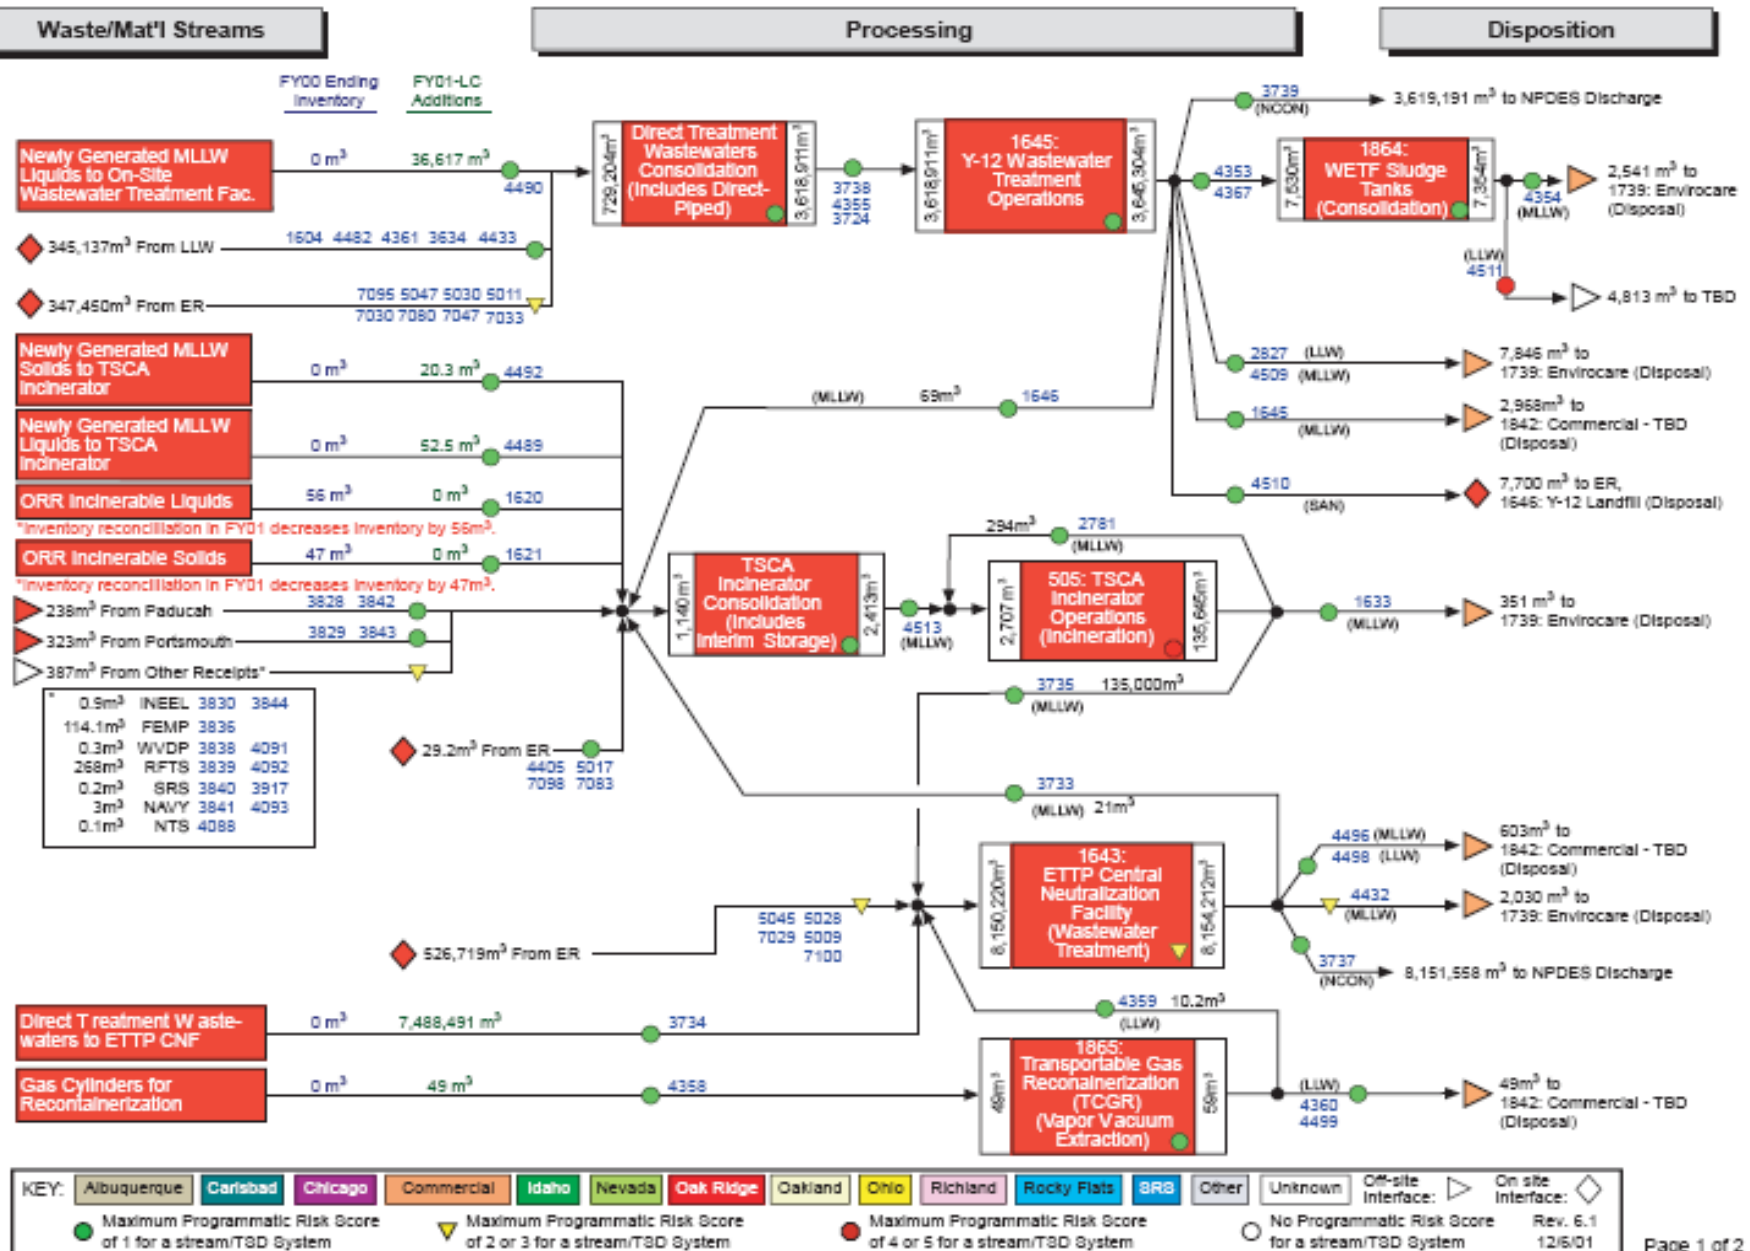 Waste/Mat'l Streams
Processing
Disposition
FY00 Ending
Inventory
FY01-LC
Additions
Newly Generated MLLW
Liquids to On-Site
Wastewater Treatment Fac.
0 m³
36,617 m³
4490
345,137m³ From LLW
1604 4482 4361 3634 4433
347,450m³ From ER
7095 5047 5030 5011
7030 7080 7047 7033
729,204m³
Direct Treatment
Wastewaters
Consolidation
(Includes Direct-
Piped)
3,618,911m³
3738
4355
3724
3,618,911m³
1645:
Y-12 Wastewater
Treatment
Operations
3,645,304m³
3739
(NCON)
3,619,191 m³ to NPDES Discharge
4353
4367
7,530m³
1864:
WETF Sludge
Tanks
(Consolidation)
7,354m³
4354
(MLLW)
2,541 m³ to
1739: Envirocare
(Disposal)
(LLW)
4511
4,813 m³ to TBD
2827 (LLW)
4509 (MLLW)
7,846 m³ to
1739: Envirocare (Disposal)
1645
(MLLW)
2,968m³ to
1842: Commercial - TBD
(Disposal)
4510
(SAN)
7,700 m³ to ER,
1646: Y-12 Landfill (Disposal)
(MLLW) 69m³ 1646
Newly Generated MLLW
Solids to TSCA
Incinerator
0 m³
20.3 m³
4492
Newly Generated MLLW
Liquids to TSCA
Incinerator
0 m³
52.5 m³
4489
ORR Incinerable Liquids
56 m³
0 m³
1620
*Inventory reconciliation in FY01 decreases Inventory by 56m³.
ORR Incinerable Solids
47 m³
0 m³
1621
*Inventory reconciliation in FY01 decreases Inventory by 47m³.
238m³ From Paducah
3828 3842
323m³ From Portsmouth
3829 3843
387m³ From Other Receipts*
*
0.9m³ INEEL 3830 3844
114.1m³ FEMP 3836
0.3m³ WVDP 3838 4091
268m³ RFTS 3839 4092
0.2m³ SRS 3840 3917
3m³ NAVY 3841 4093
0.1m³ NTS 4088
29.2m³ From ER
4405 5017
7098 7083
1,140m³
TSCA
Incinerator
Consolidation
(Includes
Interim Storage)
2,413m³
4513
(MLLW)
294m³ 2781
(MLLW)
2,707 m³
505: TSCA
Incinerator
Operations
(Incineration)
135,645m³
1633
(MLLW)
351 m³ to
1739: Envirocare (Disposal)
3735 135,000m³
(MLLW)
3733
(MLLW) 21m³
8,150,220m³
1643:
ETTP Central
Neutralization
Facility
(Wastewater
Treatment)
8,154,212m³
4496 (MLLW)
4498 (LLW)
603m³ to
1842: Commercial - TBD
(Disposal)
4432
(MLLW)
2,030 m³ to
1739: Envirocare (Disposal)
3737
(NCON)
8,151,558 m³ to NPDES Discharge
526,719m³ From ER
5045 5028
7029 5009
7100
4359 10.2m³
(LLW)
Direct T reatment W aste-
waters to ETTP CNF
0 m³
7,488,491 m³
3734
Gas Cylinders for
Recontainerization
0 m³
49 m³
4358
49m³
1865:
Transportable Gas
Reconainerization
(TCGR)
(Vapor Vacuum
Extraction)
59m³
(LLW)
4360
4499
49m³ to
1842: Commercial - TBD
(Disposal)
KEY: Albuquerque Carlsbad Chicago Commercial Idaho Nevada Oak Ridge Oakland Ohio Richland Rocky Flats SRS Other Unknown
Off-site
Interface:
On site
Interface:
Maximum Programmatic Risk Score
of 1 for a stream/TSD System
Maximum Programmatic Risk Score
of 2 or 3 for a stream/TSD System
Maximum Programmatic Risk Score
of 4 or 5 for a stream/TSD System
No Programmatic Risk Score
for a stream/TSD System
Rev. 6.1
12/6/01
Page 1 of 2